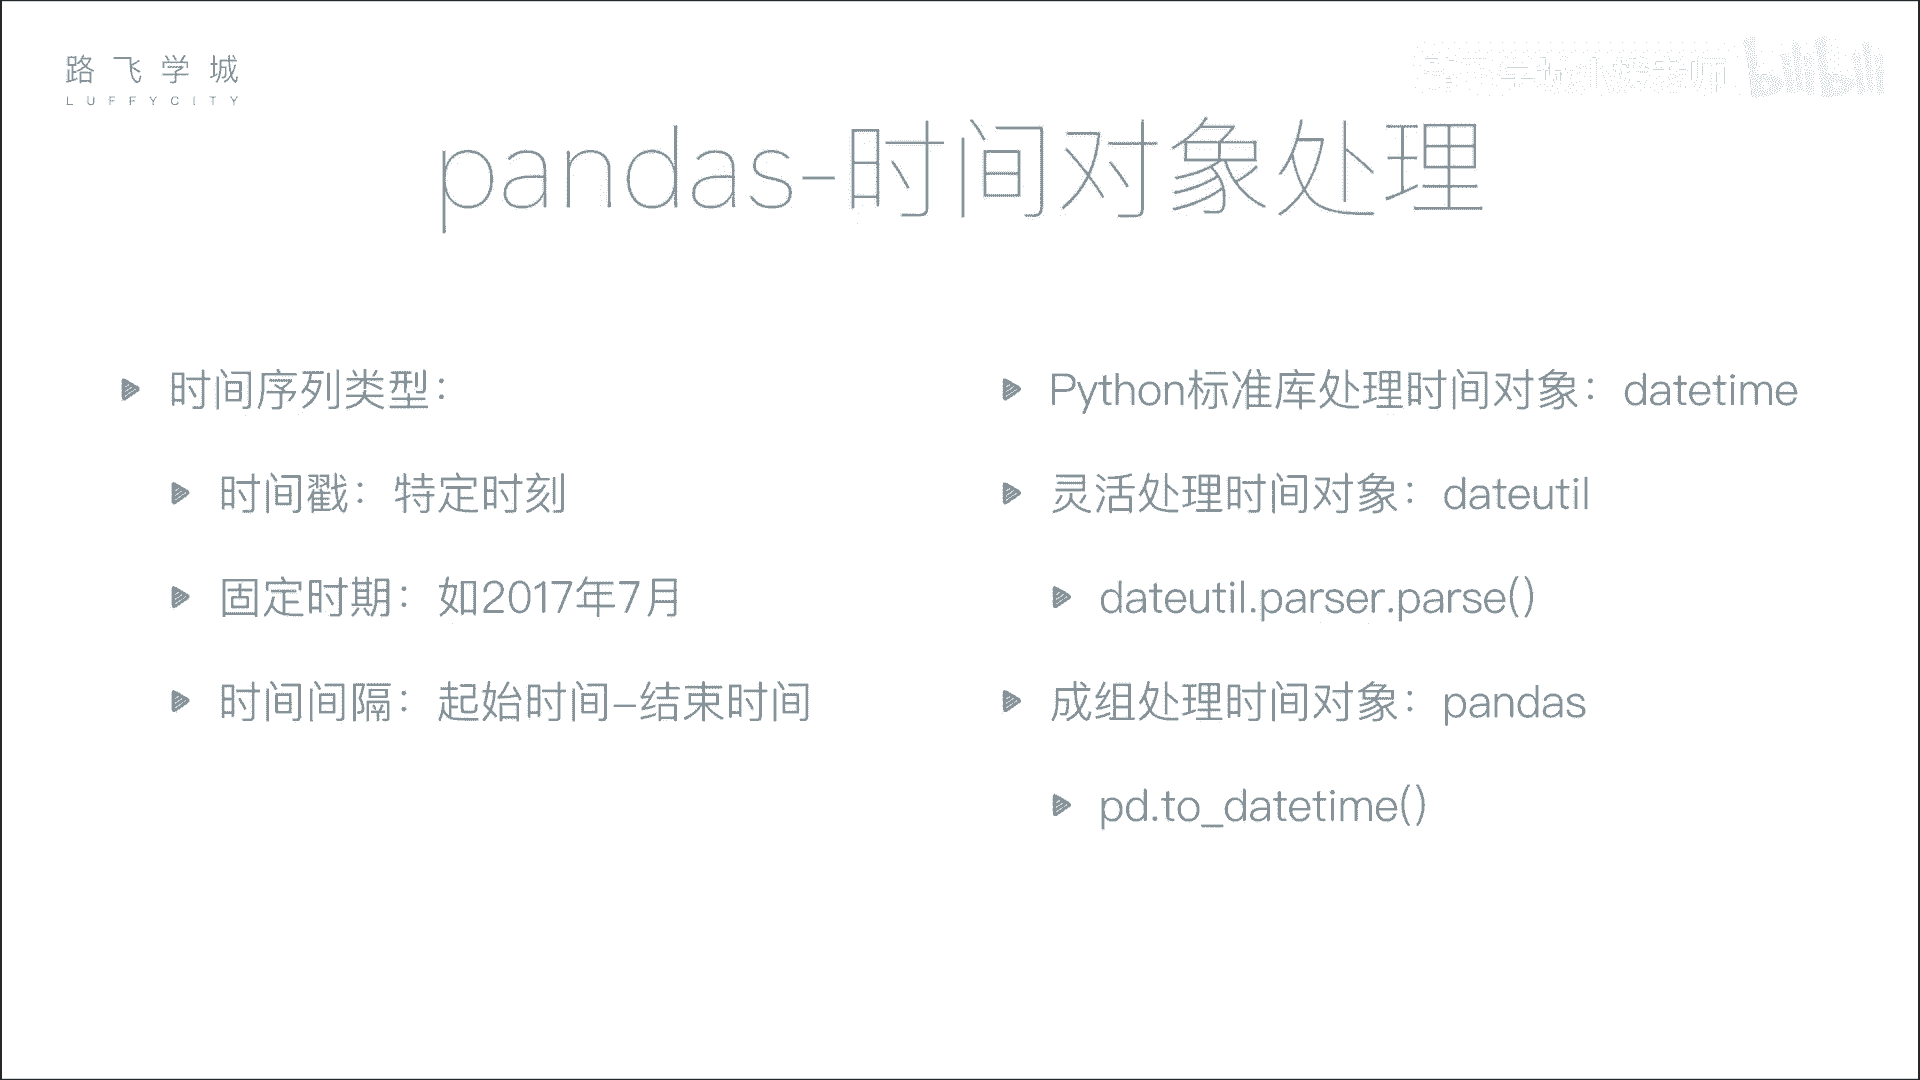 路飞学城
LUFFYCITY
bilibili
pandas-时间对象处理
时间序列类型：
时间戳：特定时刻
固定时期：如2017年7月
时间间隔：起始时间-结束时间
Python标准库处理时间对象：datetime
灵活处理时间对象：dateutil
dateutil.parser.parse()
成组处理时间对象：pandas
pd.to_datetime()